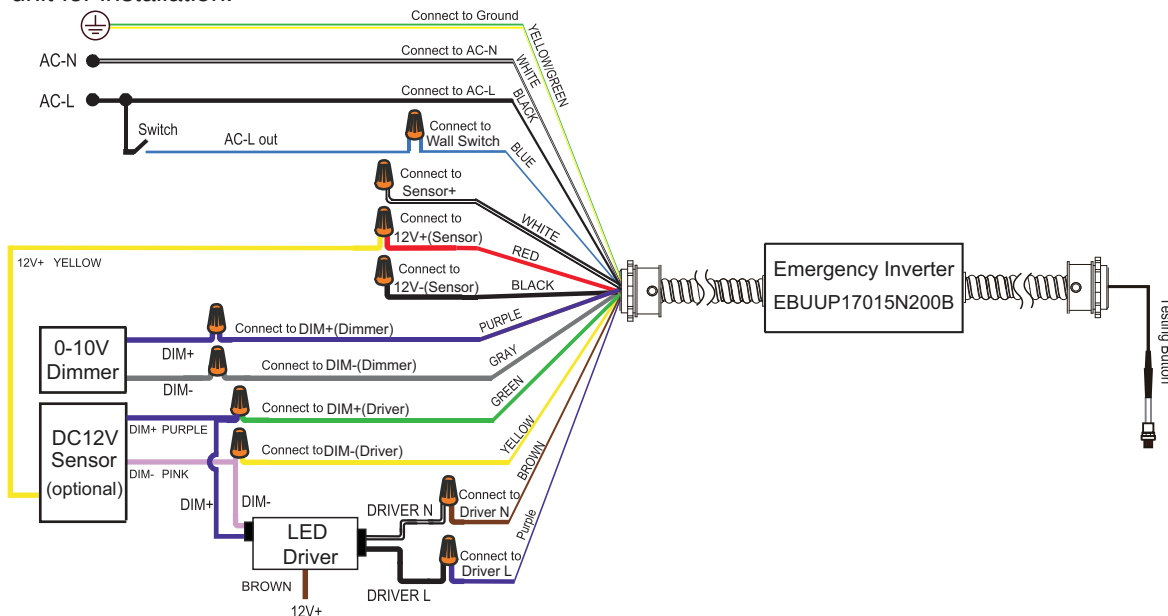 unit for installation.
Connect to Ground
YELLOW/GREEN
AC-N
Connect to AC-N
WHITE
AC-L
Connect to AC-L
BLACK
Switch
AC-L out
Connect to
Wall Switch
BLUE
Connect to
Sensor+
WHITE
12V+ YELLOW
Connect to
12V+(Sensor)
RED
Connect to
12V-(Sensor)
BLACK
Emergency Inverter
EBUUP17015N200B
Testing Button
0-10V
Dimmer
DIM+
Connect to DIM+(Dimmer)
PURPLE
DIM-
Connect to DIM-(Dimmer)
GRAY
DC12V
Sensor
(optional)
DIM+ PURPLE
Connect to DIM+(Driver)
GREEN
DIM- PINK
Connect to DIM-(Driver)
YELLOW
DIM+
DIM-
LED
Driver
DRIVER N
Connect to
Driver N
BROWN
DRIVER L
Connect to
Driver L
Purple
BROWN
12V+